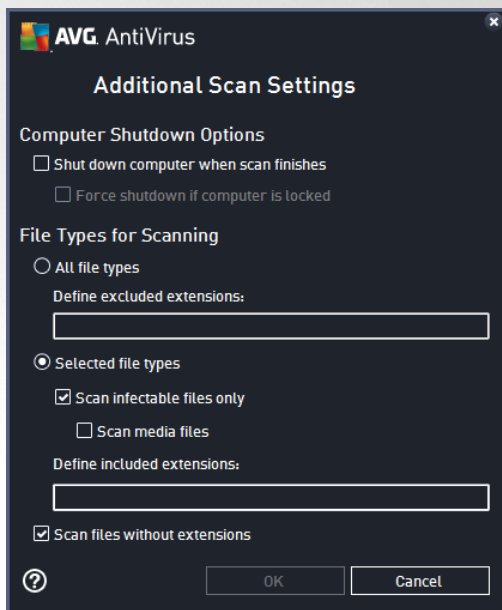 AVG. AntiVirus
Additional Scan Settings
Computer Shutdown Options
Shut down computer when scan finishes
Force shutdown if computer is locked
File Types for Scanning
All file types
Define excluded extensions:
Selected file types
Scan infectable files only
Scan media files
Define included extensions:
Scan files without extensions
? OK Cancel